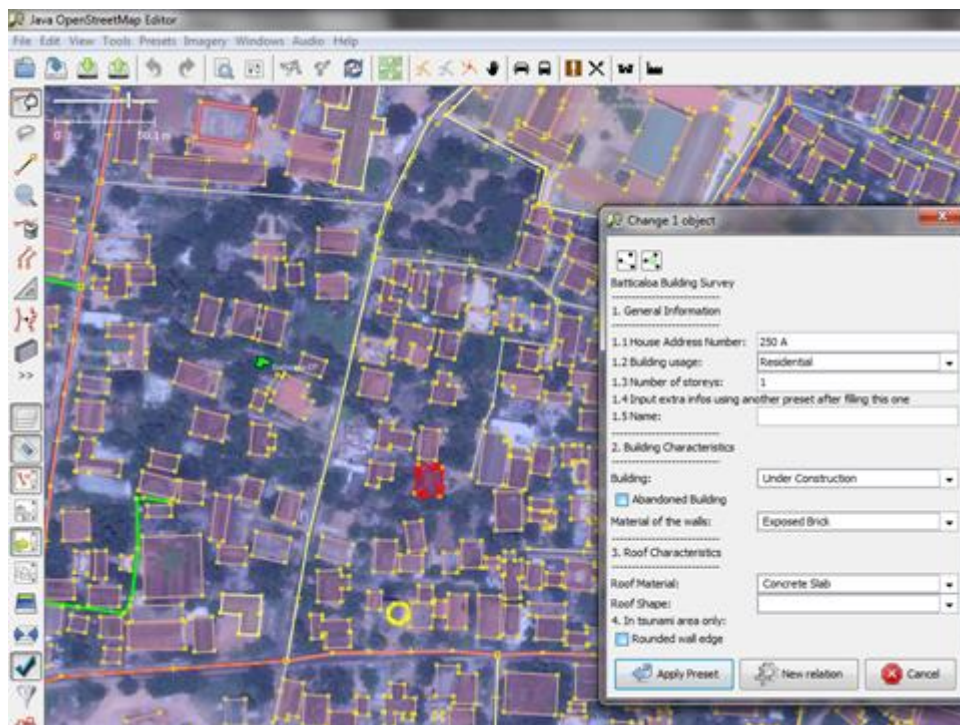 Java OpenStreetMap Editor
File Edit View Tools Presets Imagery Windows Audio Help
0
50.1 m
>>
Change 1 object
Batticaloa Building Survey
--------------------
1. General Information
--------------------
1.1 House Address Number: 250 A
1.2 Building usage: Residential
1.3 Number of storeys: 1
1.4 Input extra infos using another preset after filling this one
1.5 Name:
--------------------
2. Building Characteristics
--------------------
Building: Under Construction
Abandoned Building
Material of the walls: Exposed Brick
--------------------
3. Roof Characteristics
--------------------
Roof Material: Concrete Slab
Roof Shape:
4. In tsunami area only:
Rounded wall edge
Apply Preset New relation Cancel